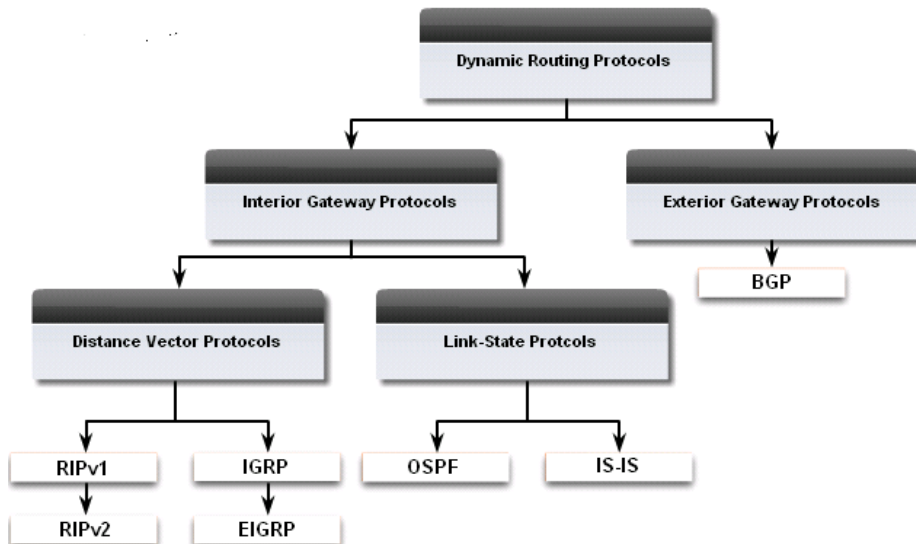 Dynamic Routing Protocols
Interior Gateway Protocols
Exterior Gateway Protocols
BGP
Distance Vector Protocols
Link-State Protcols
RIPv1
IGRP
OSPF
IS-IS
RIPv2
EIGRP